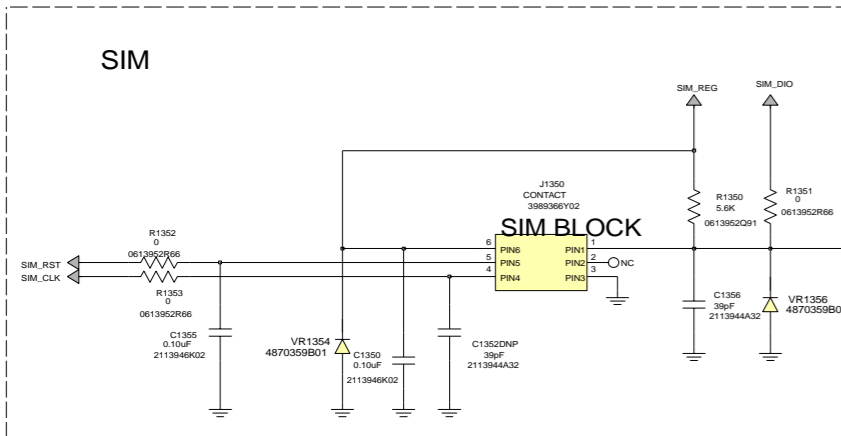 SIM
SIM_REG
SIM_DIO
J1350
CONTACT
3989366Y02
R1350
5.6K
0613952Q91
R1351
0
0613952R66
SIM BLOCK
R1352
0
0613952R66
SIM_RST
SIM_CLK
6
5
4
PIN6
PIN5
PIN4
PIN1
PIN2
PIN3
1
2
3
NC
R1353
0
0613952R66
C1355
0.10uF
2113946K02
VR1354
4870359B01
C1350
0.10uF
2113946K02
C1352DNP
39pF
2113944A32
C1356
39pF
2113944A32
VR1356
4870359B0